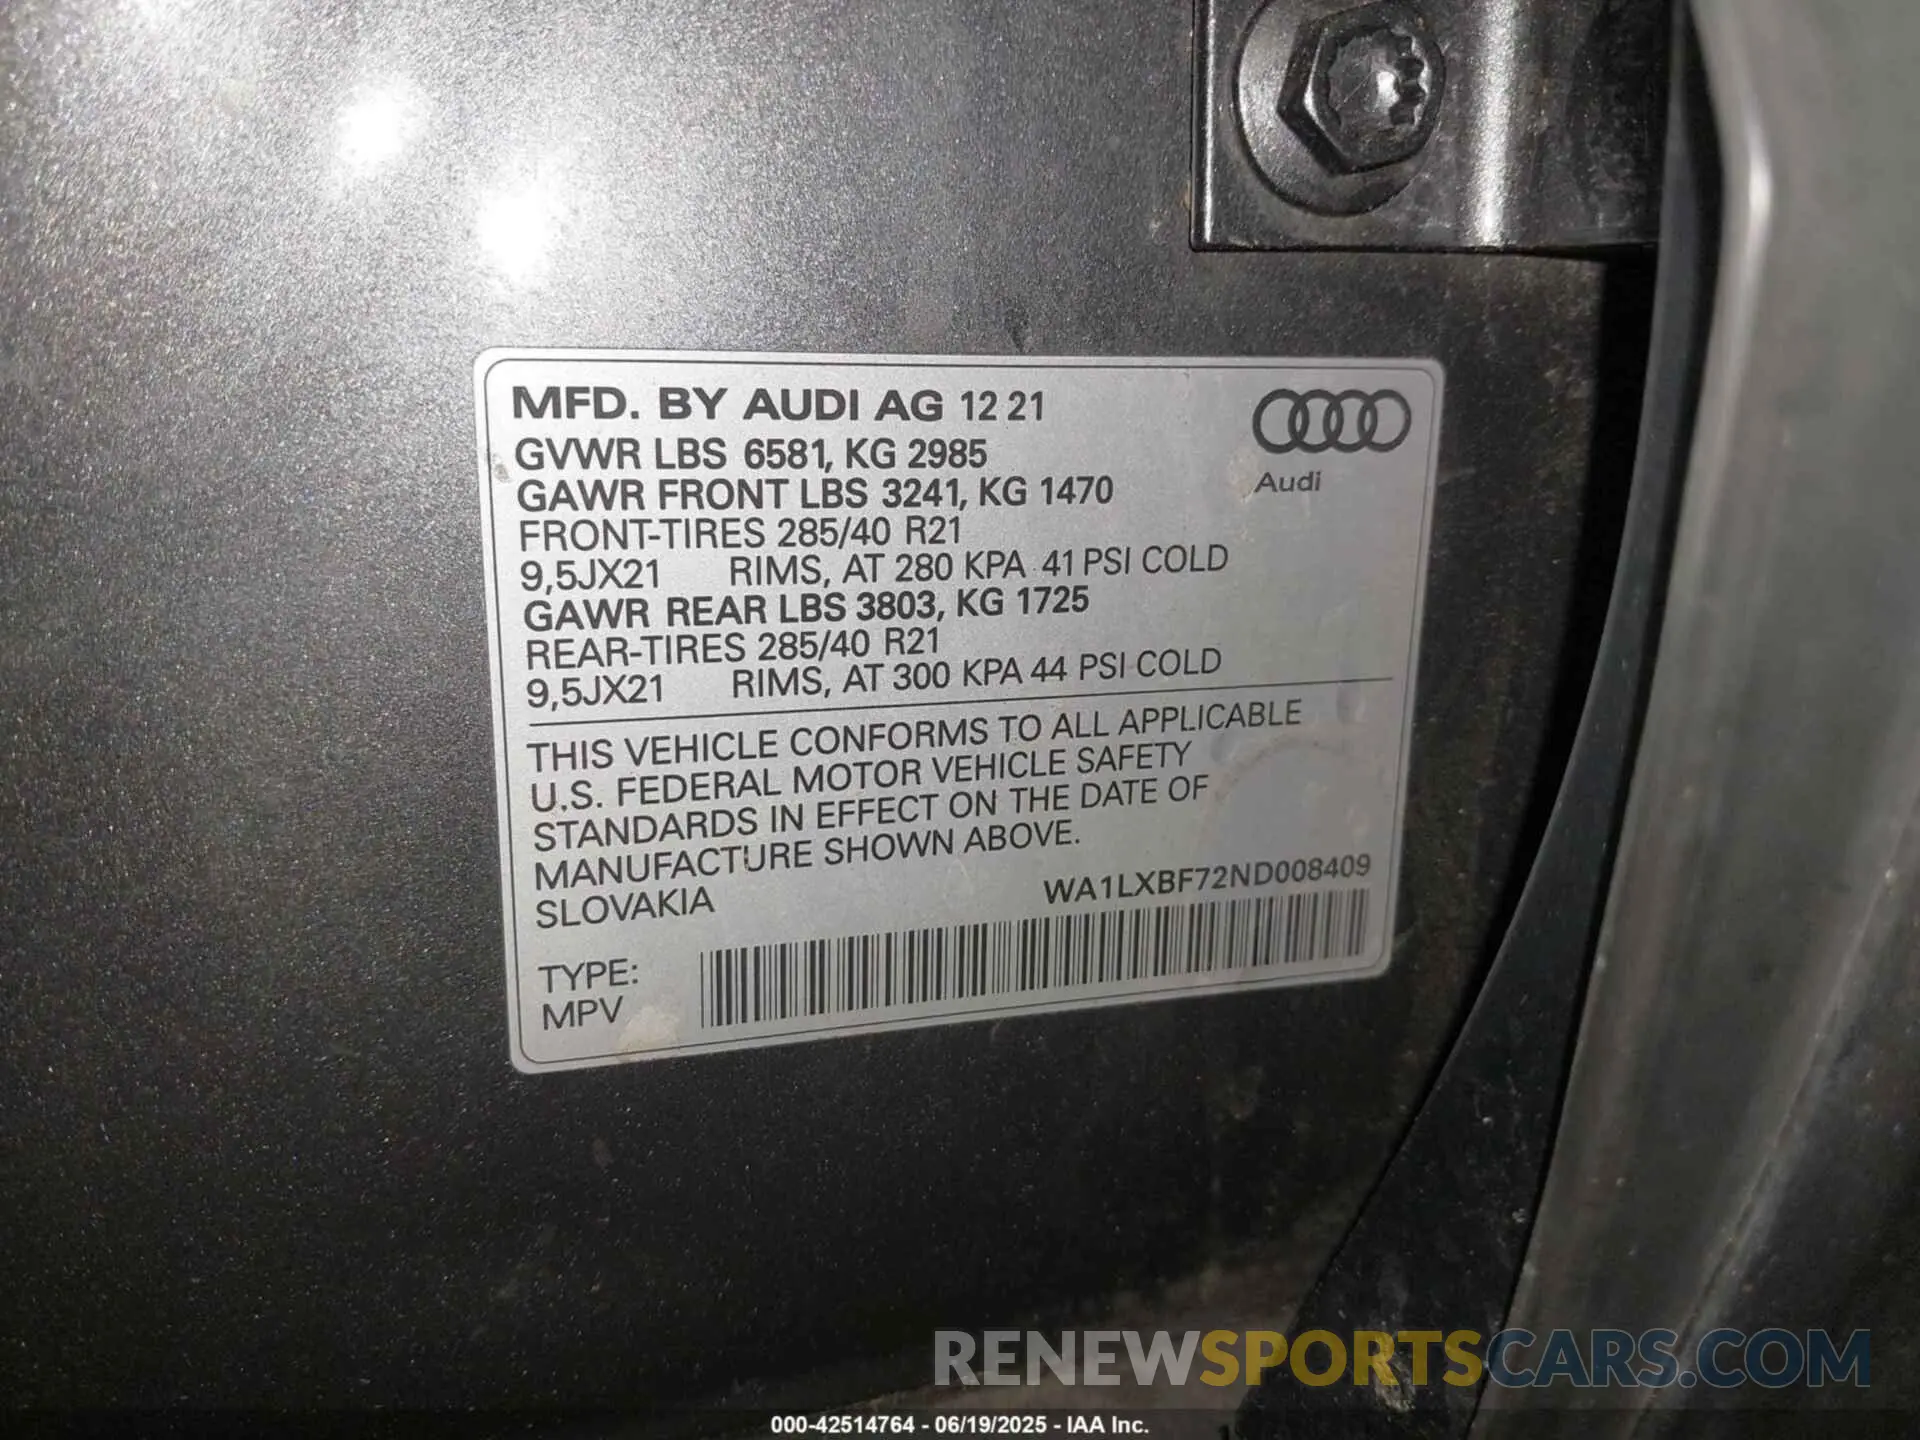 MFD. BY AUDI AG 12 21
GVWR LBS 6581, KG 2985
GAWR FRONT LBS 3241, KG 1470
FRONT-TIRES 285/40 R21
9,5JX21 RIMS, AT 280 KPA 41 PSI COLD
GAWR REAR LBS 3803, KG 1725
REAR-TIRES 285/40 R21
9,5JX21 RIMS, AT 300 KPA 44 PSI COLD
Audi
THIS VEHICLE CONFORMS TO ALL APPLICABLE
U.S. FEDERAL MOTOR VEHICLE SAFETY
STANDARDS IN EFFECT ON THE DATE OF
MANUFACTURE SHOWN ABOVE.
SLOVAKIA WA1LXBF72ND008409
TYPE:
MPV
RENEWSPORTSCARS.COM
000-42514764 - 06/19/2025 - IAA Inc.